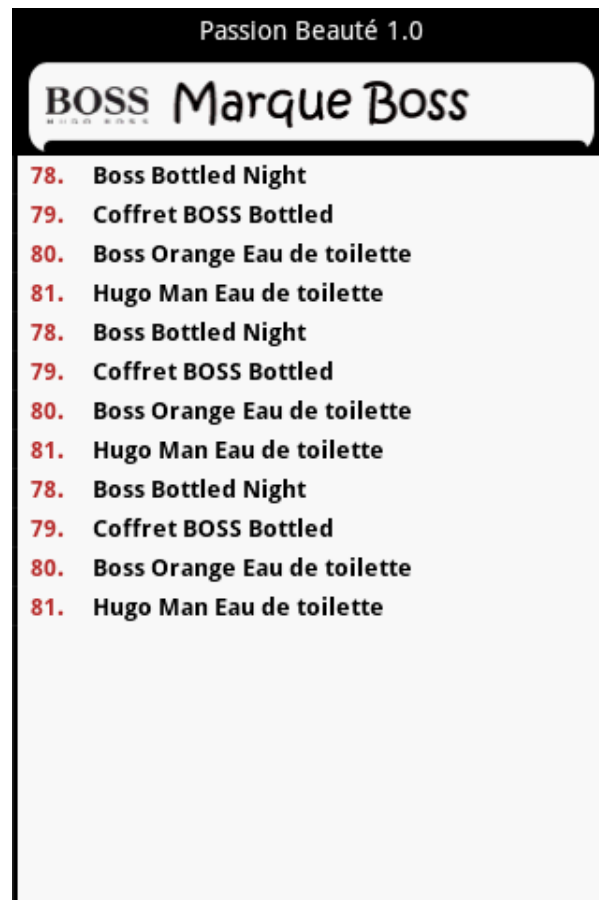 Passion Beauté 1.0
BOSS Marque Boss
HUGO BOSS
78. Boss Bottled Night
79. Coffret BOSS Bottled
80. Boss Orange Eau de toilette
81. Hugo Man Eau de toilette
78. Boss Bottled Night
79. Coffret BOSS Bottled
80. Boss Orange Eau de toilette
81. Hugo Man Eau de toilette
78. Boss Bottled Night
79. Coffret BOSS Bottled
80. Boss Orange Eau de toilette
81. Hugo Man Eau de toilette